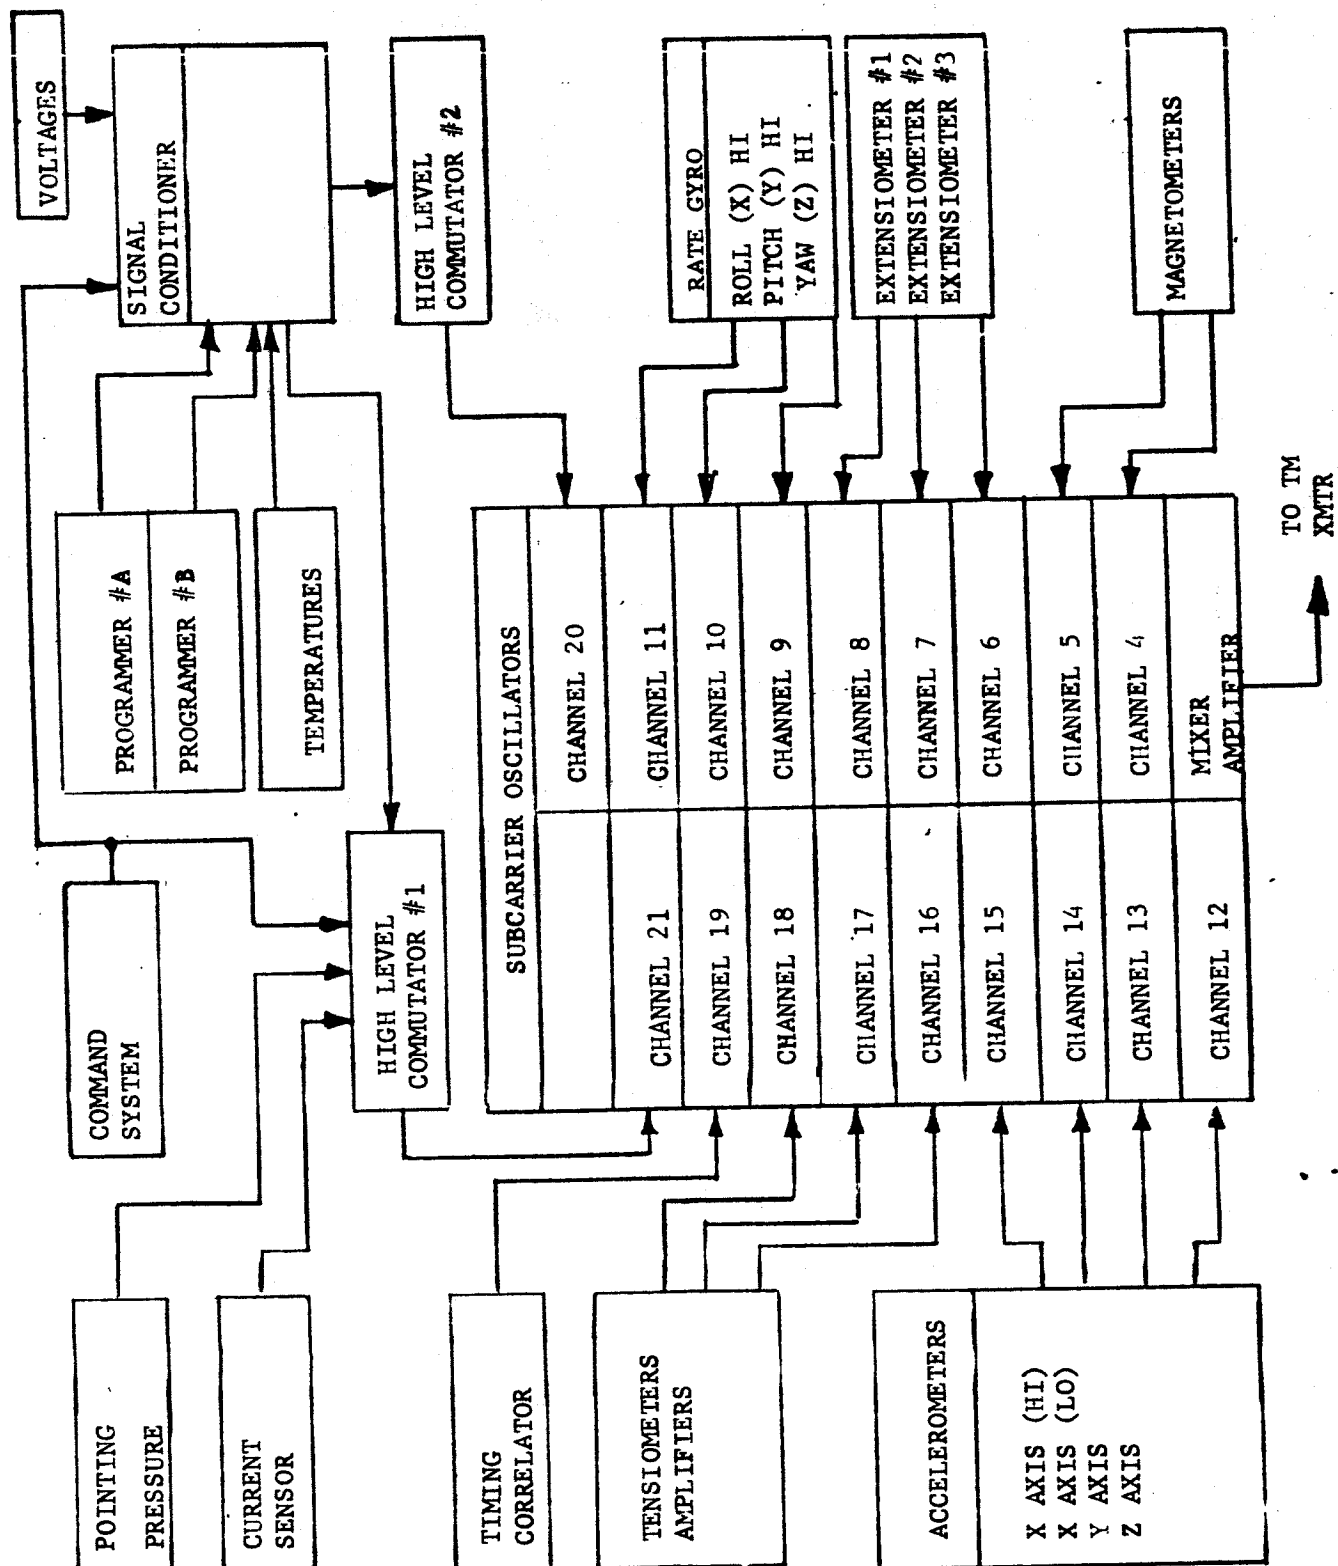 POINTING
PRESSURE
CURRENT
SENSOR
TIMING
CORRELATOR
TENSIOMETERS
AMPLIFIERS
ACCELEROMETERS
X AXIS (HI)
X AXIS (LO)
Y AXIS
Z AXIS
COMMAND
SYSTEM
HIGH LEVEL
COMMUTATOR #1
PROGRAMMER #A
PROGRAMMER #B
TEMPERATURES
VOLTAGES
SIGNAL
CONDITIONER
HIGH LEVEL
COMMUTATOR #2
SUBCARRIER OSCILLATORS
CHANNEL 20
CHANNEL 21
CHANNEL 11
CHANNEL 19
CHANNEL 10
CHANNEL 18
CHANNEL 9
CHANNEL 17
CHANNEL 8
CHANNEL 16
CHANNEL 7
CHANNEL 15
CHANNEL 6
CHANNEL 14
CHANNEL 5
CHANNEL 13
CHANNEL 4
CHANNEL 12
MIXER
AMPLIFIER
RATE GYRO
ROLL (X) HI
PITCH (Y) HI
YAW (Z) HI
EXTENSIOMETER #1
EXTENSIOMETER #2
EXTENSIOMETER #3
MAGNETOMETERS
TO TM
XMTR